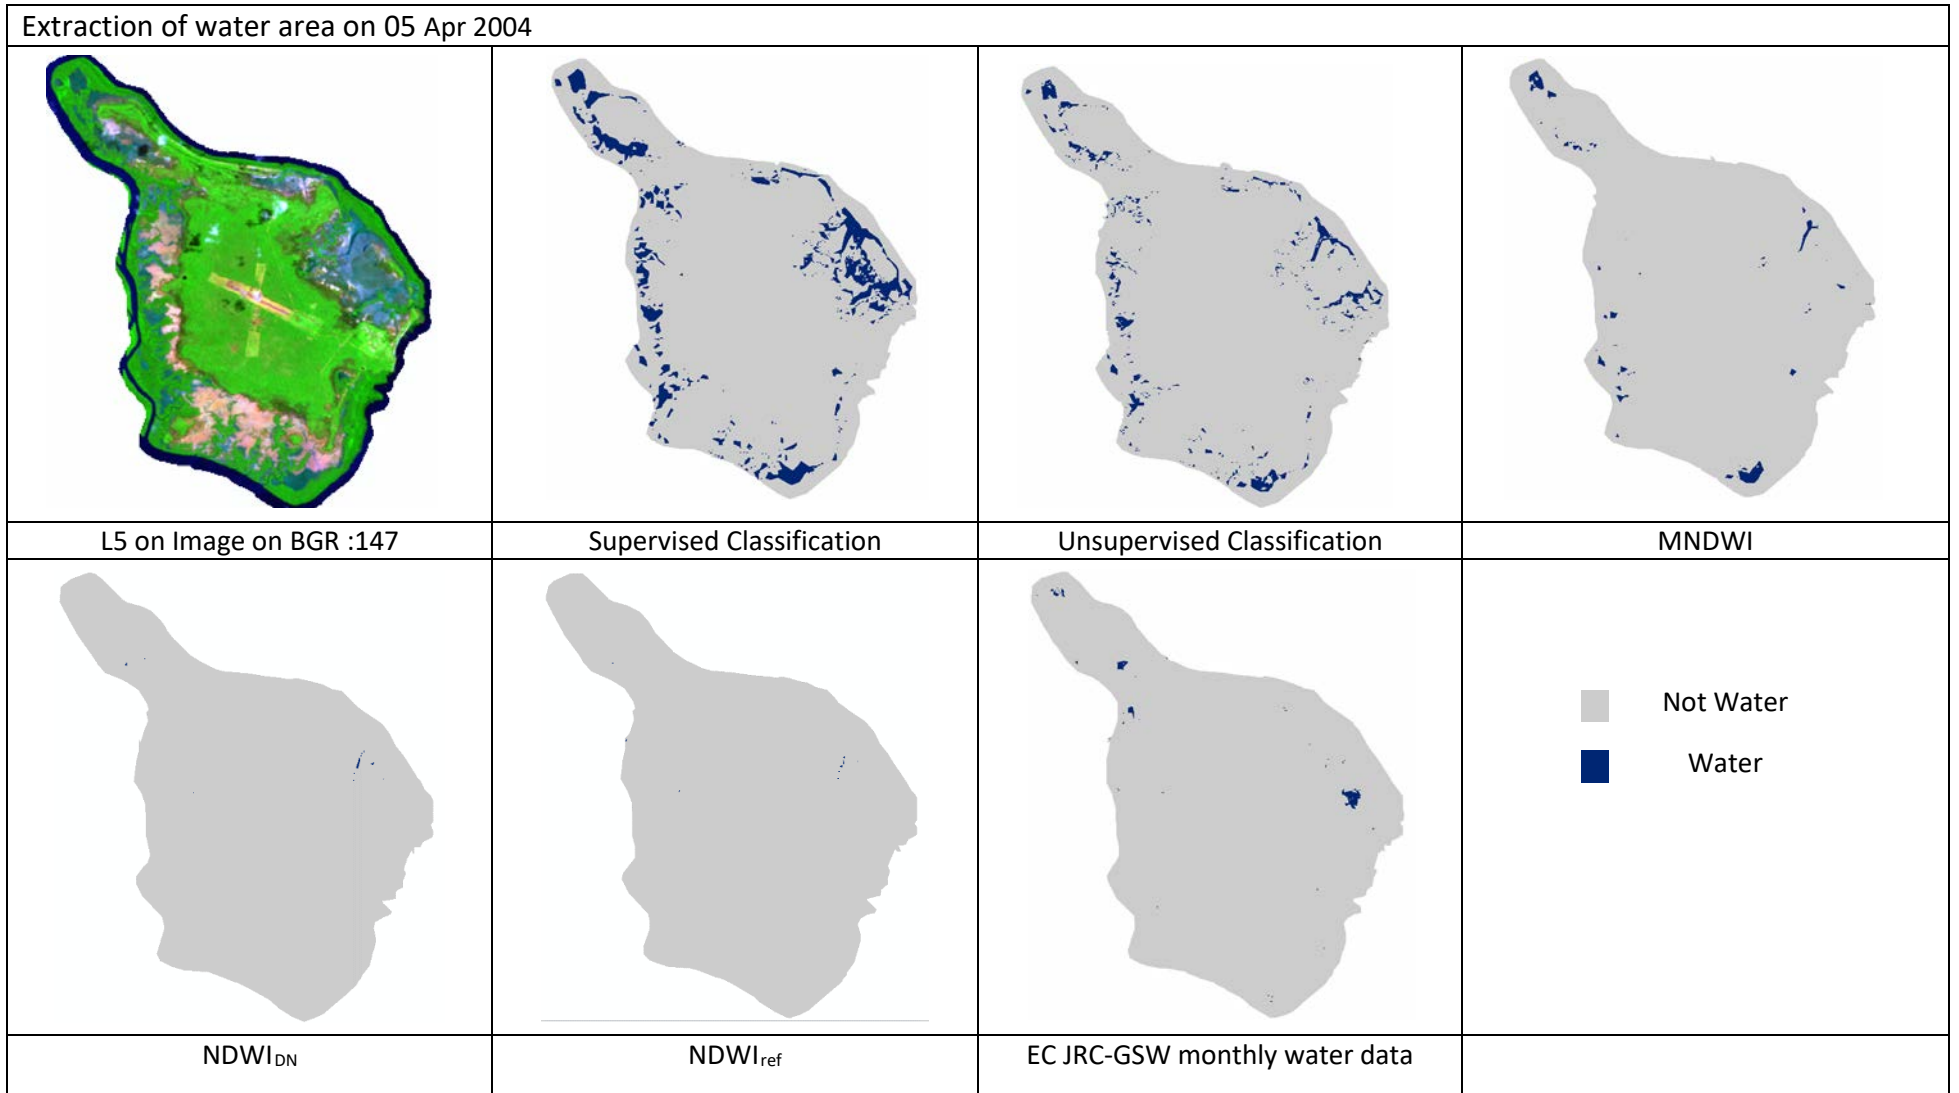 Extraction of water area on 05 Apr 2004
L5 on Image on BGR :147
Supervised Classification
Unsupervised Classification
MNDWI
Not Water
Water
NDWIDN
NDWIref
EC JRC-GSW monthly water data